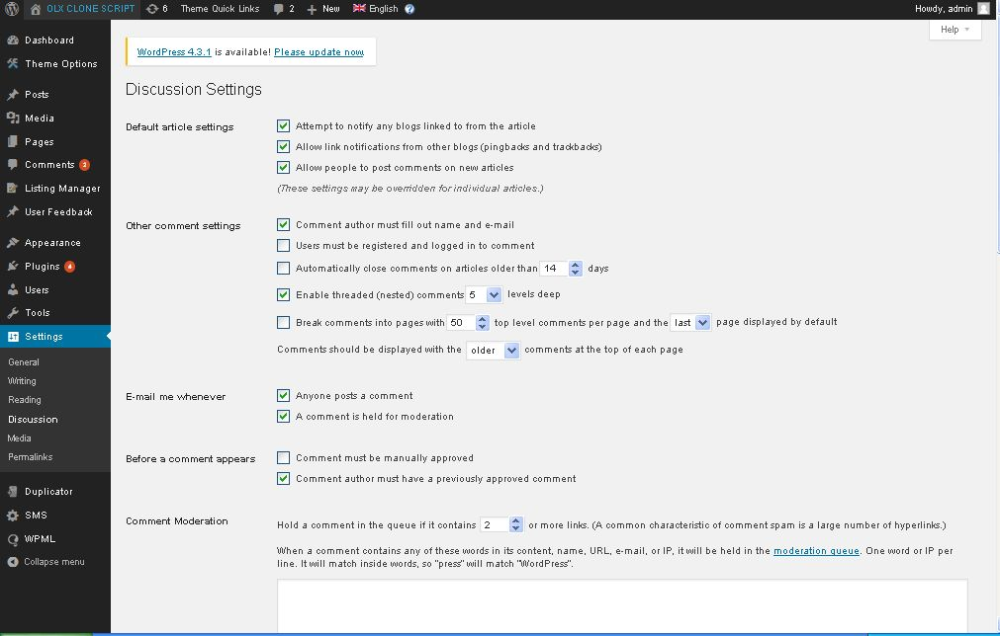 OLX CLONE SCRIPT 6 Theme Quick Links 2 New English Howdy, admin
Help
Dashboard
Theme Options
Posts
Media
Pages
Comments 2
Listing Manager
User Feedback
Appearance
Plugins 4
Users
Tools
Settings
General
Writing
Reading
Discussion
Media
Permalinks
Duplicator
SMS
WPML
Collapse menu
WordPress 4.3.1 is available! Please update now
Discussion Settings
Default article settings
Attempt to notify any blogs linked to from the article
Allow link notifications from other blogs (pingbacks and trackbacks)
Allow people to post comments on new articles
(These settings may be overridden for individual articles.)
Other comment settings
Comment author must fill out name and e-mail
Users must be registered and logged in to comment
Automatically close comments on articles older than 14 days
Enable threaded (nested) comments 5 levels deep
Break comments into pages with 50 top level comments per page and the last page displayed by default
Comments should be displayed with the older comments at the top of each page
E-mail me whenever
Anyone posts a comment
A comment is held for moderation
Before a comment appears
Comment must be manually approved
Comment author must have a previously approved comment
Comment Moderation
Hold a comment in the queue if it contains 2 or more links. (A common characteristic of comment spam is a large number of hyperlinks.)
When a comment contains any of these words in its content, name, URL, e-mail, or IP, it will be held in the moderation queue. One word or IP per
line. It will match inside words, so "press" will match "WordPress".